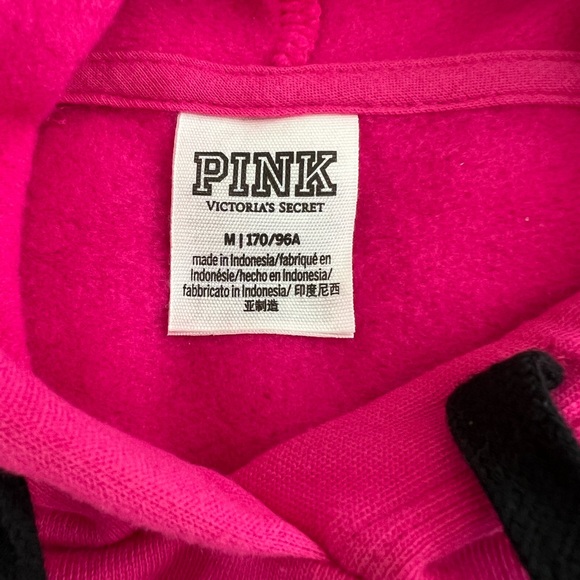 PINK
VICTORIA'S SECRET
M | 170/96A
made in Indonesia/fabriqué en
Indonésie/hecho en Indonesia/
fabbricato in Indonesia/ 印度尼西
亚制造